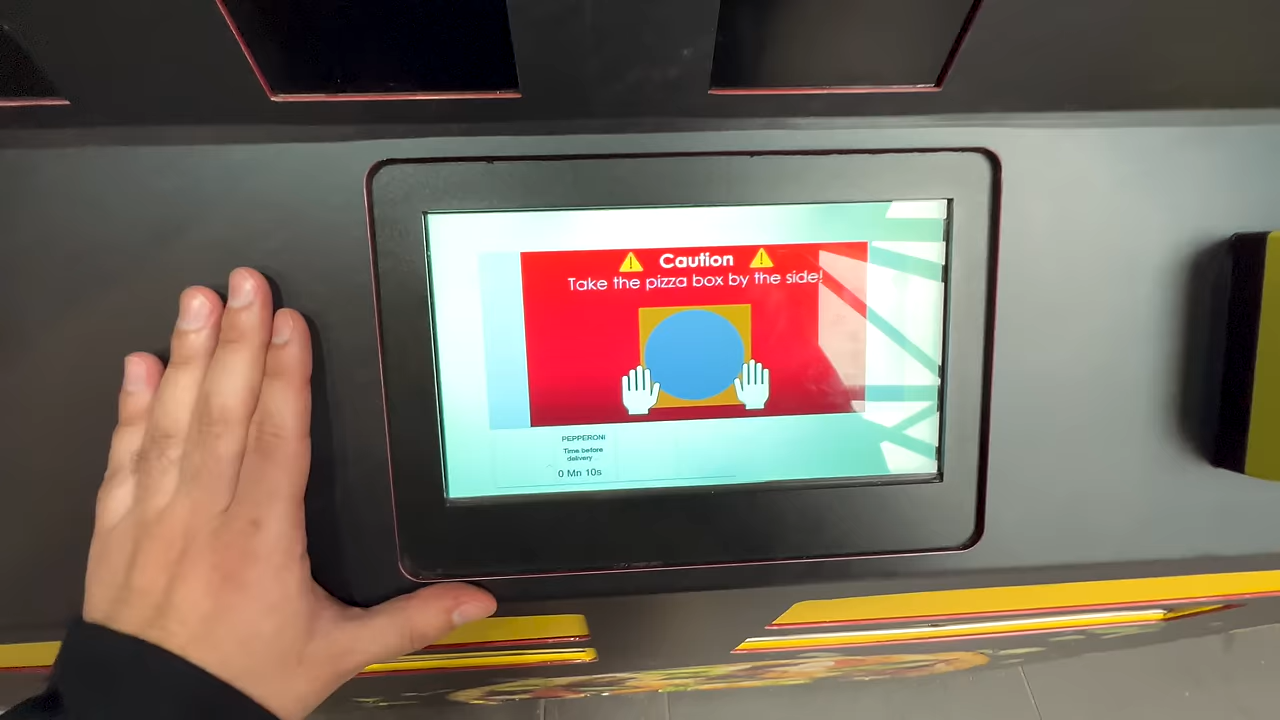 Caution
Take the pizza box by the side!
PEPPERONI
Time before
delivery
0 Mn 10s